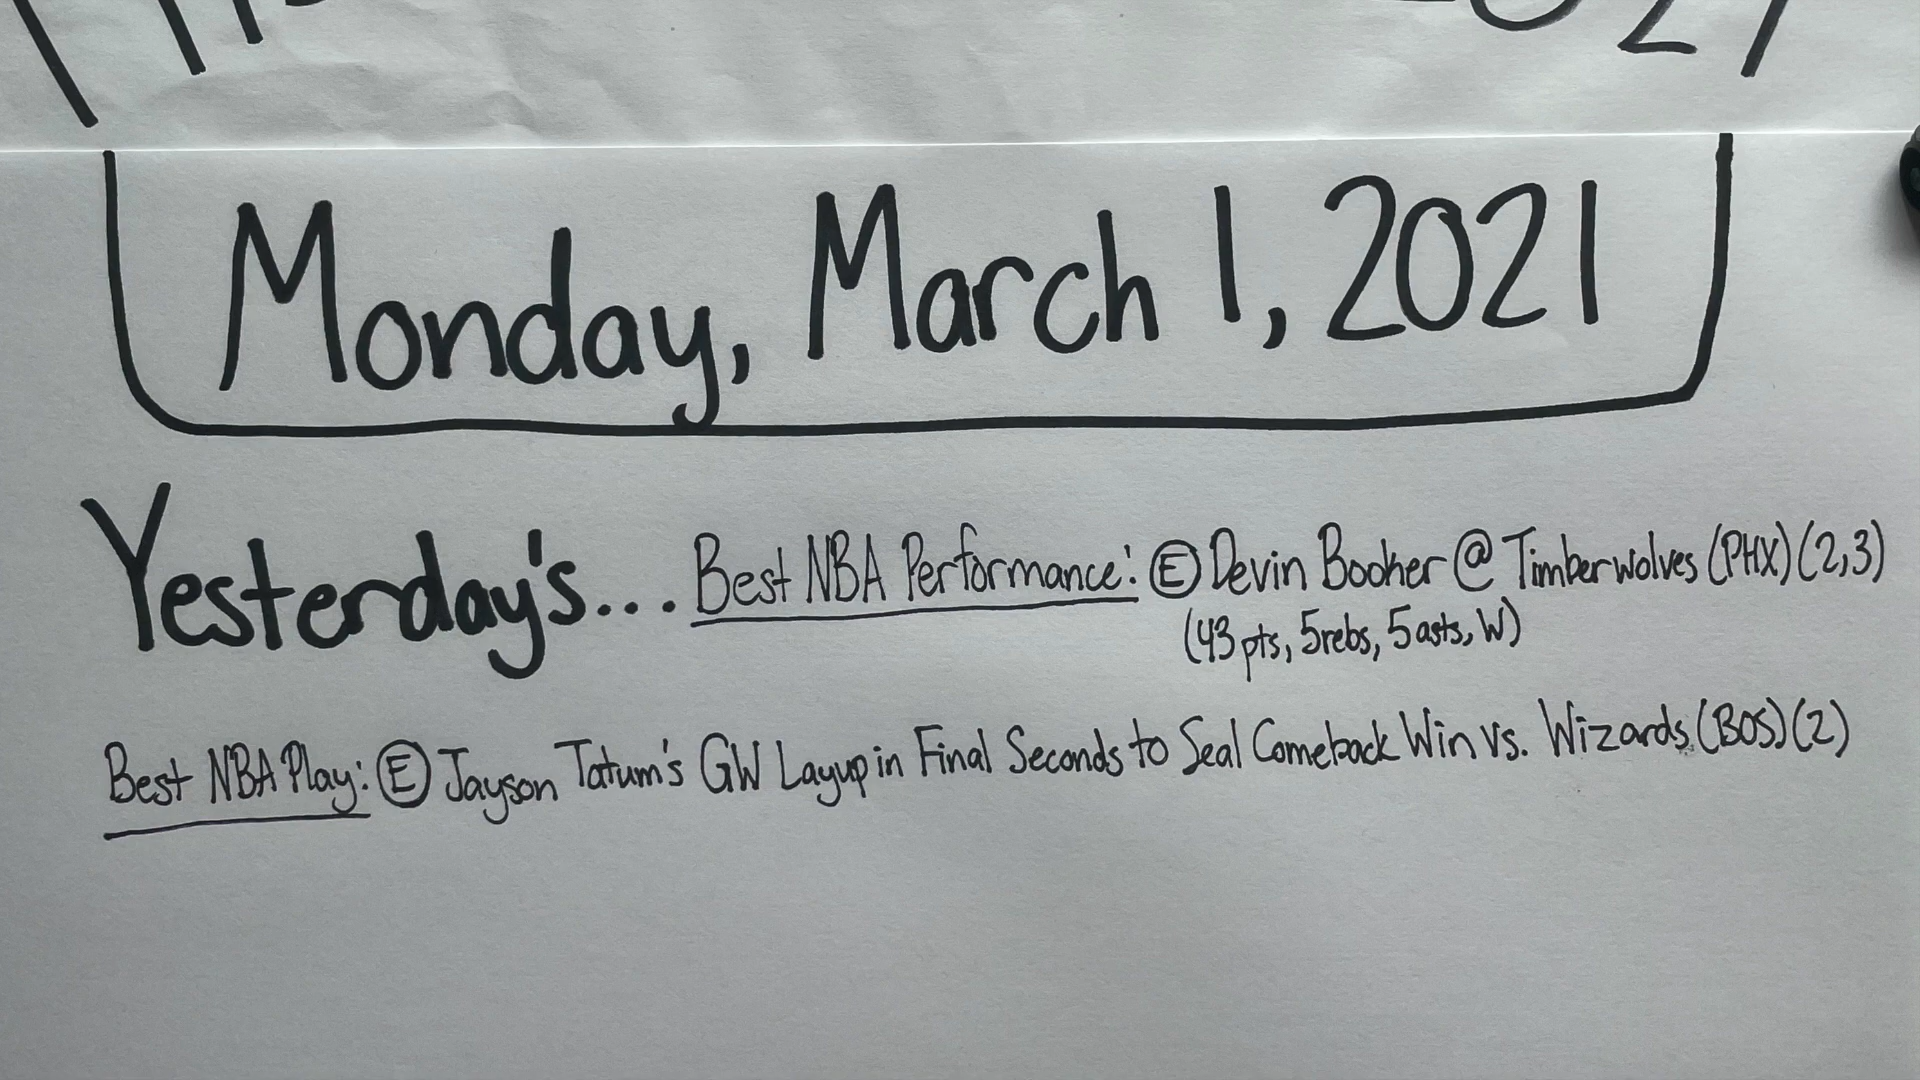 Monday, March 1, 2021
Yesterday's... Best NBA Performance: Ⓔ Devin Booker @ Timberwolves (PHX) (2,3)
(43 pts, 5 rebs, 5 asts, W)
Best NBA Play: Ⓔ Jayson Tatum's GW Layup in Final Seconds to Seal Comeback Win vs. Wizards (BOS) (2)